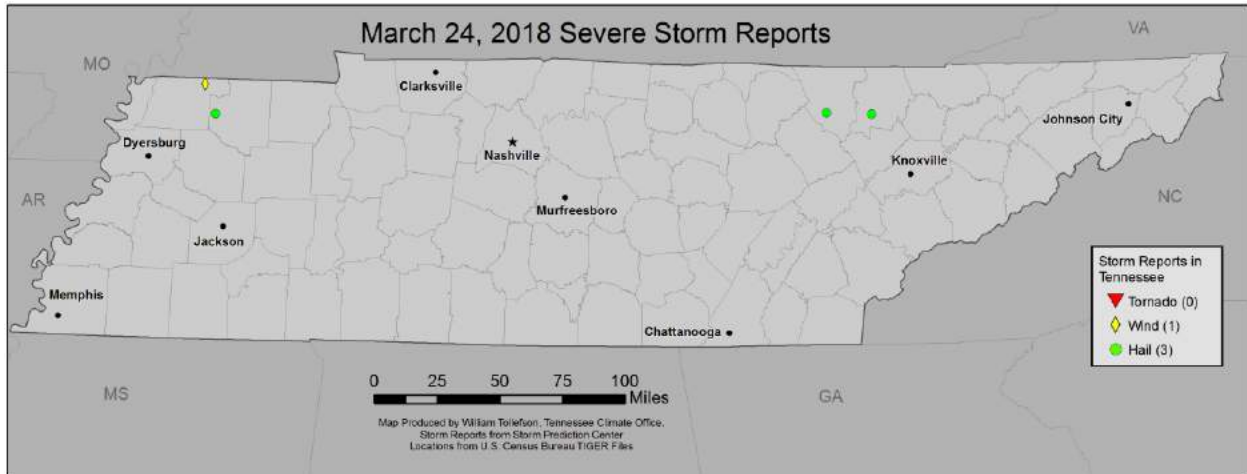 March 24, 2018 Severe Storm Reports
MO
VA
Clarksville
Johnson City
Dyersburg
Nashville
Knoxville
AR
Murfreesboro
NC
Jackson
Storm Reports in
Tennessee
Tornado (0)
Wind (1)
Hail (3)
Memphis
Chattanooga
MS
GA
0 25 50 75 100
Miles
Map Produced by William Tollefson, Tennessee Climate Office.
Storm Reports from Storm Prediction Center
Locations from U.S. Census Bureau TIGER Files